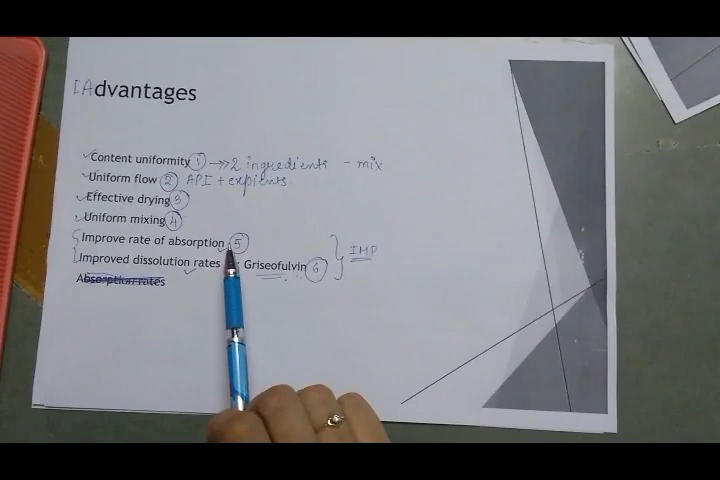 IAdvantages
Content uniformity 1 →» 2 ingredients - mix
Uniform flow 2 API + expients
Effective drying 3
Uniform mixing 4
Improve rate of absorption 5
Improved dissolution rates Griseofulvin 6 IMP
Absorption rates